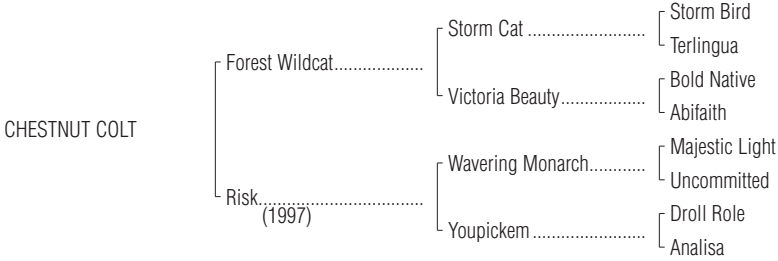 Storm Bird
Storm Cat ........................
Terlingua
Forest Wildcat...................
Bold Native
Victoria Beauty..................
Abifaith
CHESTNUT COLT
Majestic Light
Wavering Monarch............
Uncommitted
Risk...................................
(1997)
Droll Role
Youpickem ........................
Analisa